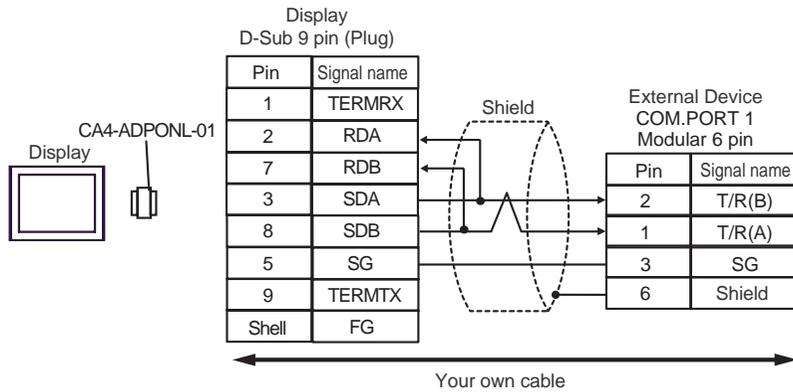 Display
D-Sub 9 pin (Plug)
Pin Signal name
1 TERMRX
2 RDA
7 RDB
3 SDA
8 SDB
5 SG
9 TERMTX
Shell FG
CA4-ADPONL-01
Display
Shield
External Device
COM.PORT 1
Modular 6 pin
Pin Signal name
2 T/R(B)
1 T/R(A)
3 SG
6 Shield
Your own cable